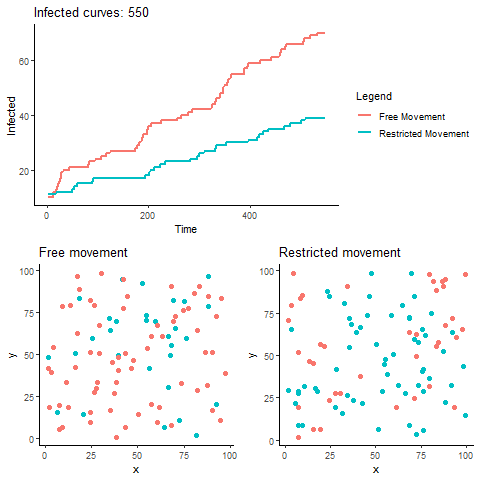 Infected curves: 550
Infected
60
40
20
0
200
400
Time
Legend
Free Movement
Restricted Movement
Free movement
y
100
75
50
25
0
0
25
50
75
100
x
Restricted movement
y
100
75
50
25
0
0
25
50
75
100
x